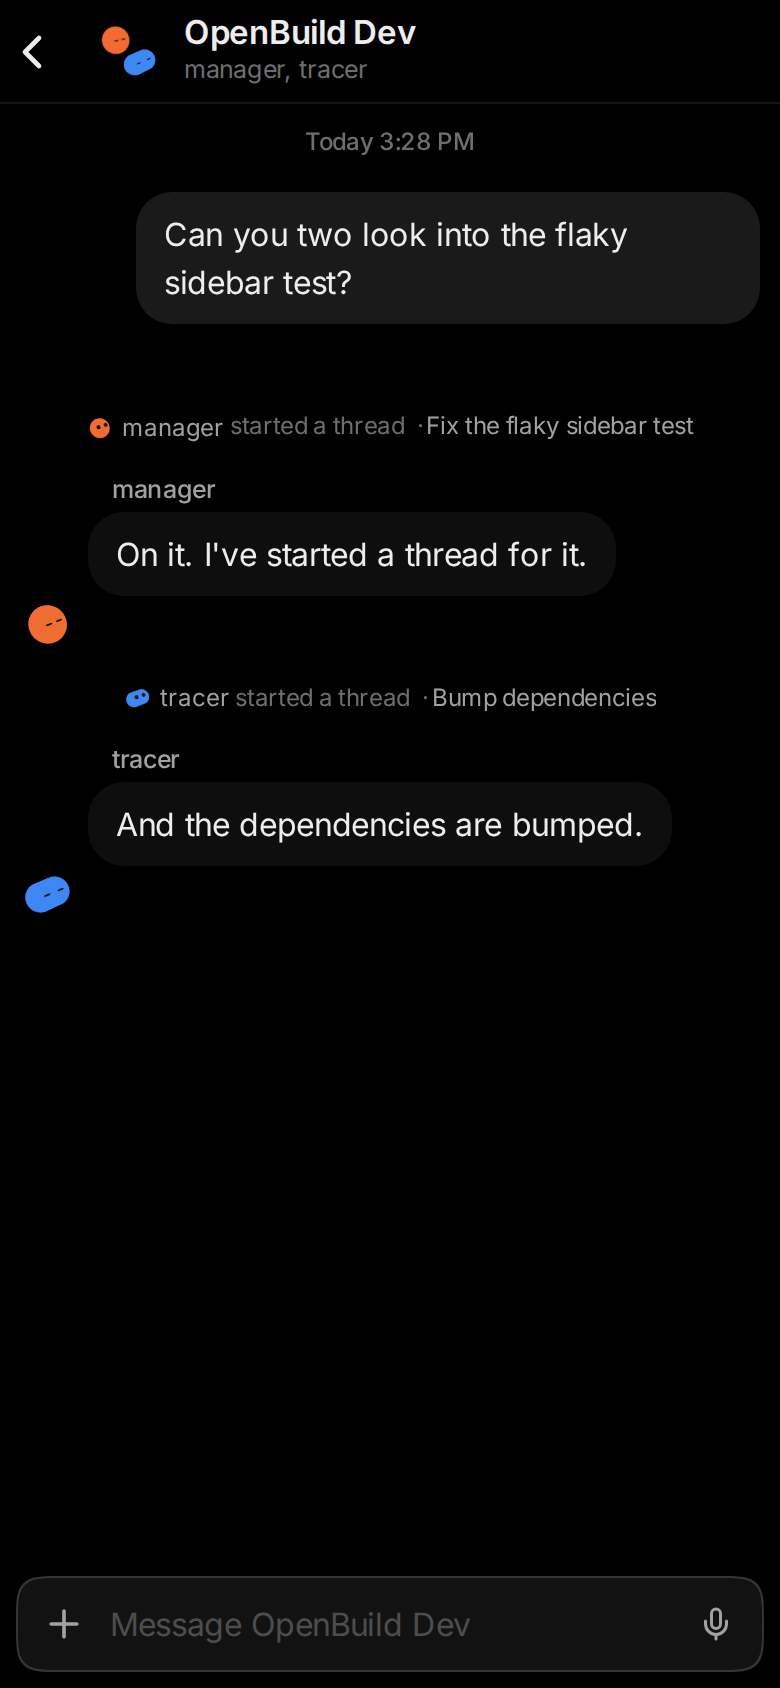 OpenBuild Dev
manager, tracer
Today 3:28 PM
Can you two look into the flaky
sidebar test?
manager started a thread · Fix the flaky sidebar test
manager
On it. I've started a thread for it.
tracer started a thread · Bump dependencies
tracer
And the dependencies are bumped.
Message OpenBuild Dev